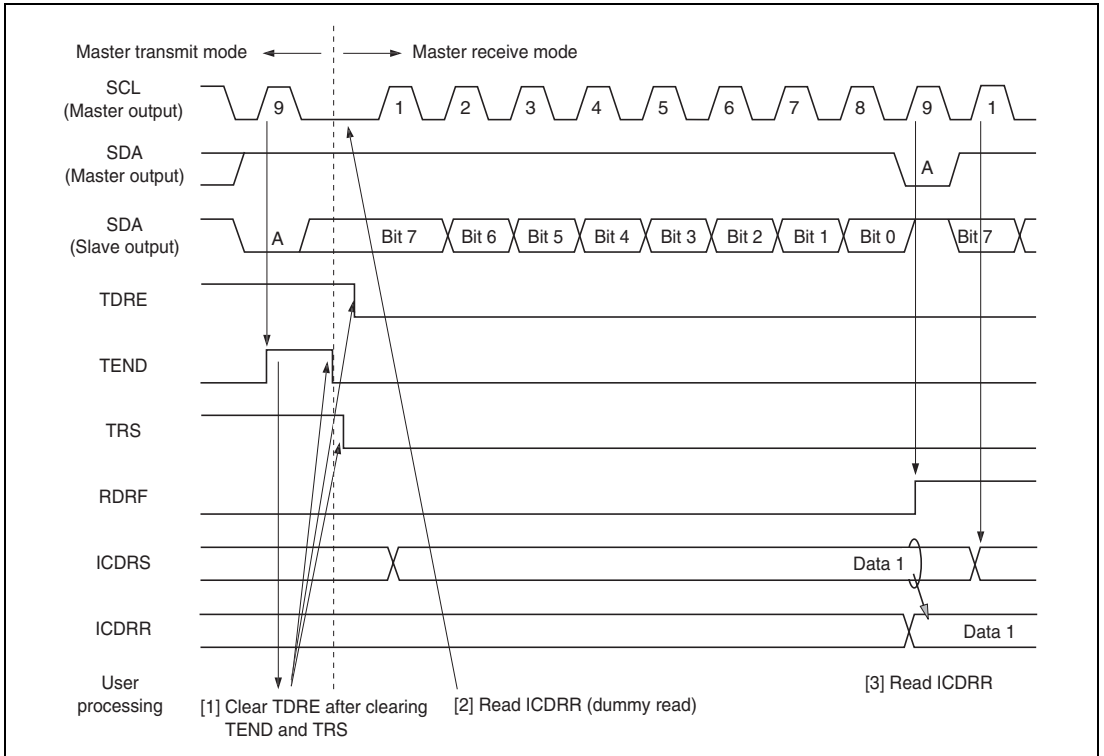 Master transmit mode
Master receive mode
SCL
(Master output)
9 1 2 3 4 5 6 7 8 9 1
SDA
(Master output)
A
SDA
(Slave output)
A Bit 7 Bit 6 Bit 5 Bit 4 Bit 3 Bit 2 Bit 1 Bit 0 Bit 7
TDRE
TEND
TRS
RDRF
ICDRS
Data 1
ICDRR
Data 1
User
processing
[1] Clear TDRE after clearing
TEND and TRS
[2] Read ICDRR (dummy read)
[3] Read ICDRR